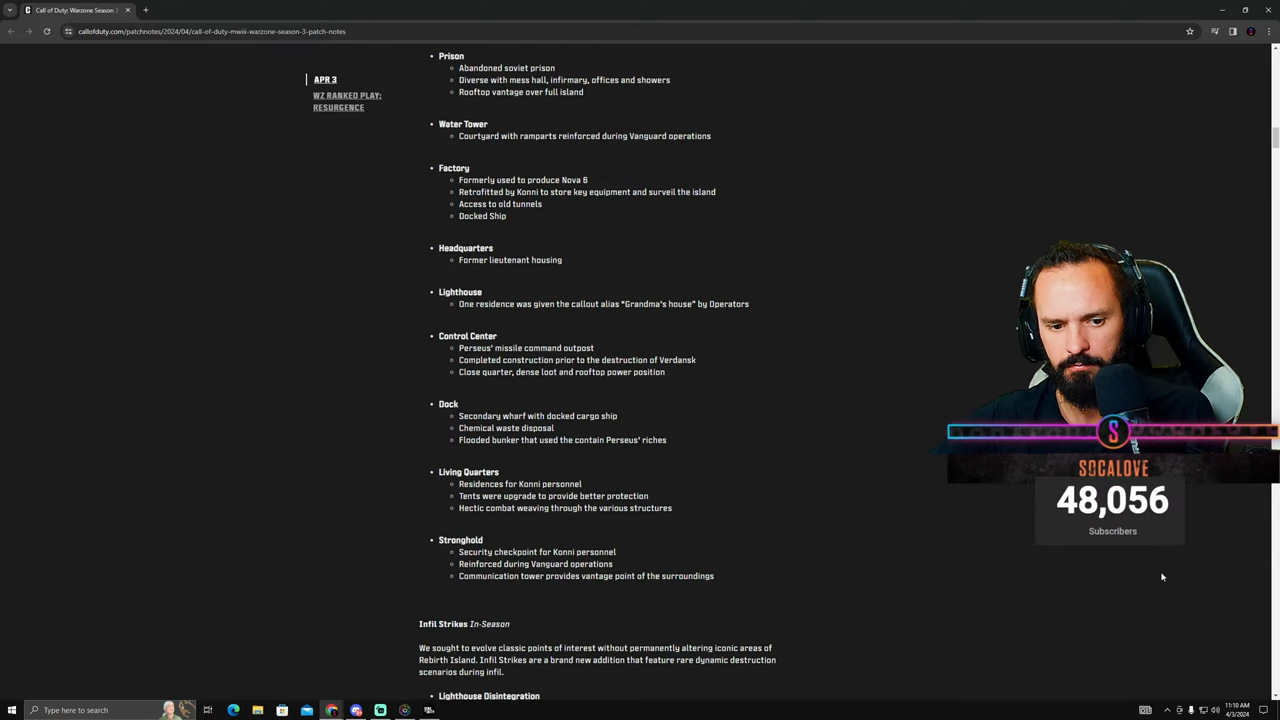 Call of Duty: Warzone Season 3
callofduty.com/patchnotes/2024/04/call-of-duty-mwiii-warzone-season-3-patch-notes
APR 3
WZ RANKED PLAY:
RESURGENCE
Prison
Abandoned soviet prison
Diverse with mess hall, infirmary, offices and showers
Rooftop vantage over full island
Water Tower
Courtyard with ramparts reinforced during Vanguard operations
Factory
Formerly used to produce Nova 6
Retrofitted by Konni to store key equipment and surveil the island
Access to old tunnels
Docked Ship
Headquarters
Former lieutenant housing
Lighthouse
One residence was given the callout alias "Grandma's house" by Operators
Control Center
Perseus' missile command outpost
Completed construction prior to the destruction of Verdansk
Close quarter, dense loot and rooftop power position
Dock
Secondary wharf with docked cargo ship
Chemical waste disposal
Flooded bunker that used the contain Perseus' riches
Living Quarters
Residences for Konni personnel
Tents were upgrade to provide better protection
Hectic combat weaving through the various structures
Stronghold
Security checkpoint for Konni personnel
Reinforced during Vanguard operations
Communication tower provides vantage point of the surroundings
Infil Strikes In-Season
We sought to evolve classic points of interest without permanently altering iconic areas of
Rebirth Island. Infil Strikes are a brand new addition that feature rare dynamic destruction
scenarios during infil.
Lighthouse Disintegration
S
SOCALOVE
48,056
Subscribers
Type here to search
11:10 AM
4/3/2024